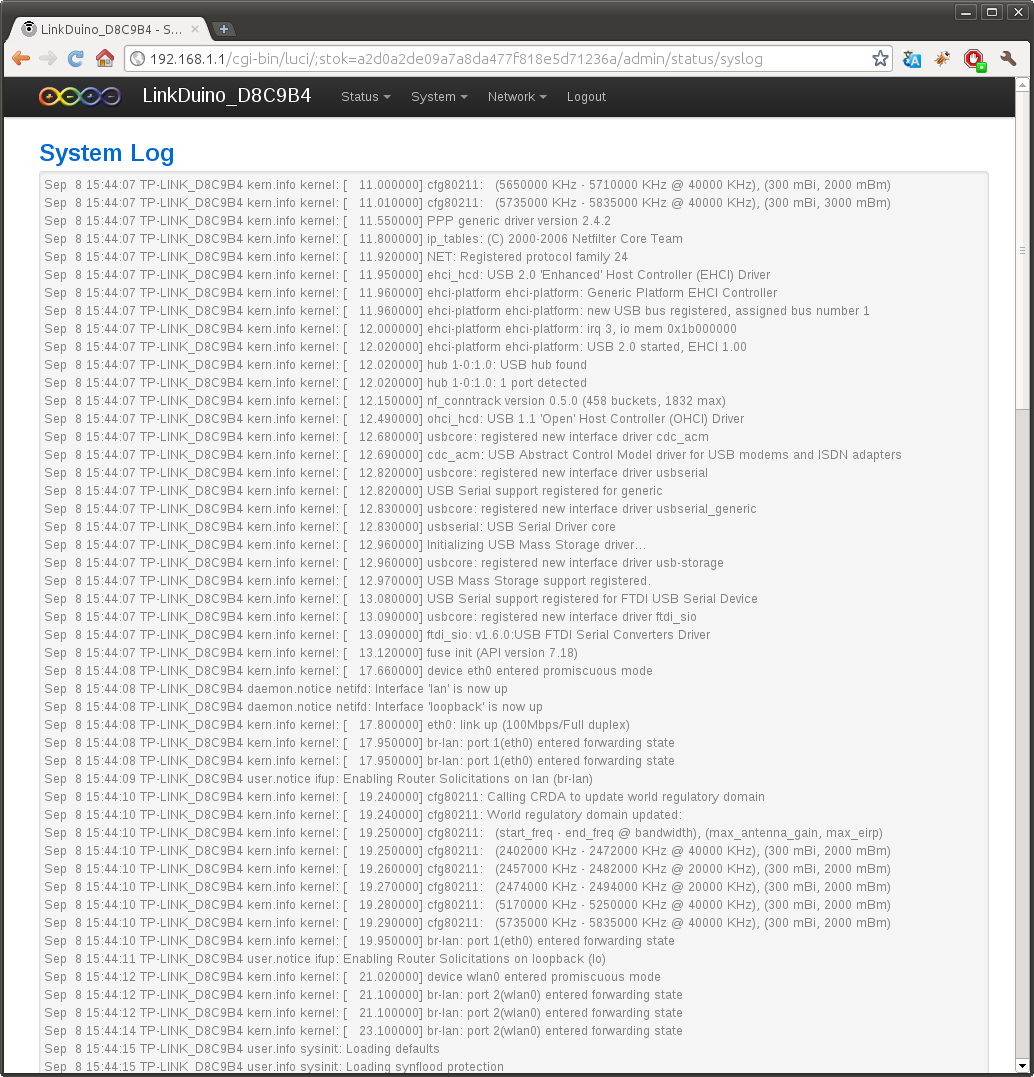 LinkDuino_D8C9B4 - S...
192.168.1.1/cgi-bin/luci/;stok=a2d0a2de09a7a8da477f818e5d71236a/admin/status/syslog
LinkDuino_D8C9B4 Status System Network Logout
System Log
Sep 8 15:44:07 TP-LINK_D8C9B4 kern.info kernel: [ 11.000000] cfg80211: (5650000 KHz - 5710000 KHz @ 40000 KHz), (300 mBi, 2000 mBm)
Sep 8 15:44:07 TP-LINK_D8C9B4 kern.info kernel: [ 11.010000] cfg80211: (5735000 KHz - 5835000 KHz @ 40000 KHz), (300 mBi, 3000 mBm)
Sep 8 15:44:07 TP-LINK_D8C9B4 kern.info kernel: [ 11.550000] PPP generic driver version 2.4.2
Sep 8 15:44:07 TP-LINK_D8C9B4 kern.info kernel: [ 11.800000] ip_tables: (C) 2000-2006 Netfilter Core Team
Sep 8 15:44:07 TP-LINK_D8C9B4 kern.info kernel: [ 11.920000] NET: Registered protocol family 24
Sep 8 15:44:07 TP-LINK_D8C9B4 kern.info kernel: [ 11.950000] ehci_hcd: USB 2.0 'Enhanced' Host Controller (EHCI) Driver
Sep 8 15:44:07 TP-LINK_D8C9B4 kern.info kernel: [ 11.960000] ehci-platform ehci-platform: Generic Platform EHCI Controller
Sep 8 15:44:07 TP-LINK_D8C9B4 kern.info kernel: [ 11.960000] ehci-platform ehci-platform: new USB bus registered, assigned bus number 1
Sep 8 15:44:07 TP-LINK_D8C9B4 kern.info kernel: [ 12.000000] ehci-platform ehci-platform: irq 3, io mem 0x1b000000
Sep 8 15:44:07 TP-LINK_D8C9B4 kern.info kernel: [ 12.020000] ehci-platform ehci-platform: USB 2.0 started, EHCI 1.00
Sep 8 15:44:07 TP-LINK_D8C9B4 kern.info kernel: [ 12.020000] hub 1-0:1.0: USB hub found
Sep 8 15:44:07 TP-LINK_D8C9B4 kern.info kernel: [ 12.020000] hub 1-0:1.0: 1 port detected
Sep 8 15:44:07 TP-LINK_D8C9B4 kern.info kernel: [ 12.150000] nf_conntrack version 0.5.0 (458 buckets, 1832 max)
Sep 8 15:44:07 TP-LINK_D8C9B4 kern.info kernel: [ 12.490000] ohci_hcd: USB 1.1 'Open' Host Controller (OHCI) Driver
Sep 8 15:44:07 TP-LINK_D8C9B4 kern.info kernel: [ 12.680000] usbcore: registered new interface driver cdc_acm
Sep 8 15:44:07 TP-LINK_D8C9B4 kern.info kernel: [ 12.690000] cdc_acm: USB Abstract Control Model driver for USB modems and ISDN adapters
Sep 8 15:44:07 TP-LINK_D8C9B4 kern.info kernel: [ 12.820000] usbcore: registered new interface driver usbserial
Sep 8 15:44:07 TP-LINK_D8C9B4 kern.info kernel: [ 12.820000] USB Serial support registered for generic
Sep 8 15:44:07 TP-LINK_D8C9B4 kern.info kernel: [ 12.830000] usbcore: registered new interface driver usbserial_generic
Sep 8 15:44:07 TP-LINK_D8C9B4 kern.info kernel: [ 12.830000] usbserial: USB Serial Driver core
Sep 8 15:44:07 TP-LINK_D8C9B4 kern.info kernel: [ 12.960000] Initializing USB Mass Storage driver...
Sep 8 15:44:07 TP-LINK_D8C9B4 kern.info kernel: [ 12.960000] usbcore: registered new interface driver usb-storage
Sep 8 15:44:07 TP-LINK_D8C9B4 kern.info kernel: [ 12.970000] USB Mass Storage support registered.
Sep 8 15:44:07 TP-LINK_D8C9B4 kern.info kernel: [ 13.080000] USB Serial support registered for FTDI USB Serial Device
Sep 8 15:44:07 TP-LINK_D8C9B4 kern.info kernel: [ 13.090000] usbcore: registered new interface driver ftdi_sio
Sep 8 15:44:07 TP-LINK_D8C9B4 kern.info kernel: [ 13.090000] ftdi_sio: v1.6.0:USB FTDI Serial Converters Driver
Sep 8 15:44:07 TP-LINK_D8C9B4 kern.info kernel: [ 13.120000] fuse init (API version 7.18)
Sep 8 15:44:08 TP-LINK_D8C9B4 kern.info kernel: [ 17.660000] device eth0 entered promiscuous mode
Sep 8 15:44:08 TP-LINK_D8C9B4 daemon.notice netifd: Interface 'lan' is now up
Sep 8 15:44:08 TP-LINK_D8C9B4 daemon.notice netifd: Interface 'loopback' is now up
Sep 8 15:44:08 TP-LINK_D8C9B4 kern.info kernel: [ 17.800000] eth0: link up (100Mbps/Full duplex)
Sep 8 15:44:08 TP-LINK_D8C9B4 kern.info kernel: [ 17.950000] br-lan: port 1(eth0) entered forwarding state
Sep 8 15:44:08 TP-LINK_D8C9B4 kern.info kernel: [ 17.950000] br-lan: port 1(eth0) entered forwarding state
Sep 8 15:44:09 TP-LINK_D8C9B4 user.notice ifup: Enabling Router Solicitations on lan (br-lan)
Sep 8 15:44:10 TP-LINK_D8C9B4 kern.info kernel: [ 19.240000] cfg80211: Calling CRDA to update world regulatory domain
Sep 8 15:44:10 TP-LINK_D8C9B4 kern.info kernel: [ 19.240000] cfg80211: World regulatory domain updated:
Sep 8 15:44:10 TP-LINK_D8C9B4 kern.info kernel: [ 19.250000] cfg80211: (start_freq - end_freq @ bandwidth), (max_antenna_gain, max_eirp)
Sep 8 15:44:10 TP-LINK_D8C9B4 kern.info kernel: [ 19.250000] cfg80211: (2402000 KHz - 2472000 KHz @ 40000 KHz), (300 mBi, 2000 mBm)
Sep 8 15:44:10 TP-LINK_D8C9B4 kern.info kernel: [ 19.260000] cfg80211: (2457000 KHz - 2482000 KHz @ 20000 KHz), (300 mBi, 2000 mBm)
Sep 8 15:44:10 TP-LINK_D8C9B4 kern.info kernel: [ 19.270000] cfg80211: (2474000 KHz - 2494000 KHz @ 20000 KHz), (300 mBi, 2000 mBm)
Sep 8 15:44:10 TP-LINK_D8C9B4 kern.info kernel: [ 19.280000] cfg80211: (5170000 KHz - 5250000 KHz @ 40000 KHz), (300 mBi, 2000 mBm)
Sep 8 15:44:10 TP-LINK_D8C9B4 kern.info kernel: [ 19.290000] cfg80211: (5735000 KHz - 5835000 KHz @ 40000 KHz), (300 mBi, 2000 mBm)
Sep 8 15:44:10 TP-LINK_D8C9B4 kern.info kernel: [ 19.950000] br-lan: port 1(eth0) entered forwarding state
Sep 8 15:44:11 TP-LINK_D8C9B4 user.notice ifup: Enabling Router Solicitations on loopback (lo)
Sep 8 15:44:12 TP-LINK_D8C9B4 kern.info kernel: [ 21.020000] device wlan0 entered promiscuous mode
Sep 8 15:44:12 TP-LINK_D8C9B4 kern.info kernel: [ 21.100000] br-lan: port 2(wlan0) entered forwarding state
Sep 8 15:44:12 TP-LINK_D8C9B4 kern.info kernel: [ 21.100000] br-lan: port 2(wlan0) entered forwarding state
Sep 8 15:44:14 TP-LINK_D8C9B4 kern.info kernel: [ 23.100000] br-lan: port 2(wlan0) entered forwarding state
Sep 8 15:44:15 TP-LINK_D8C9B4 user.info sysinit: Loading defaults
Sep 8 15:44:15 TP-LINK_D8C9B4 user.info sysinit: Loading synflood protection